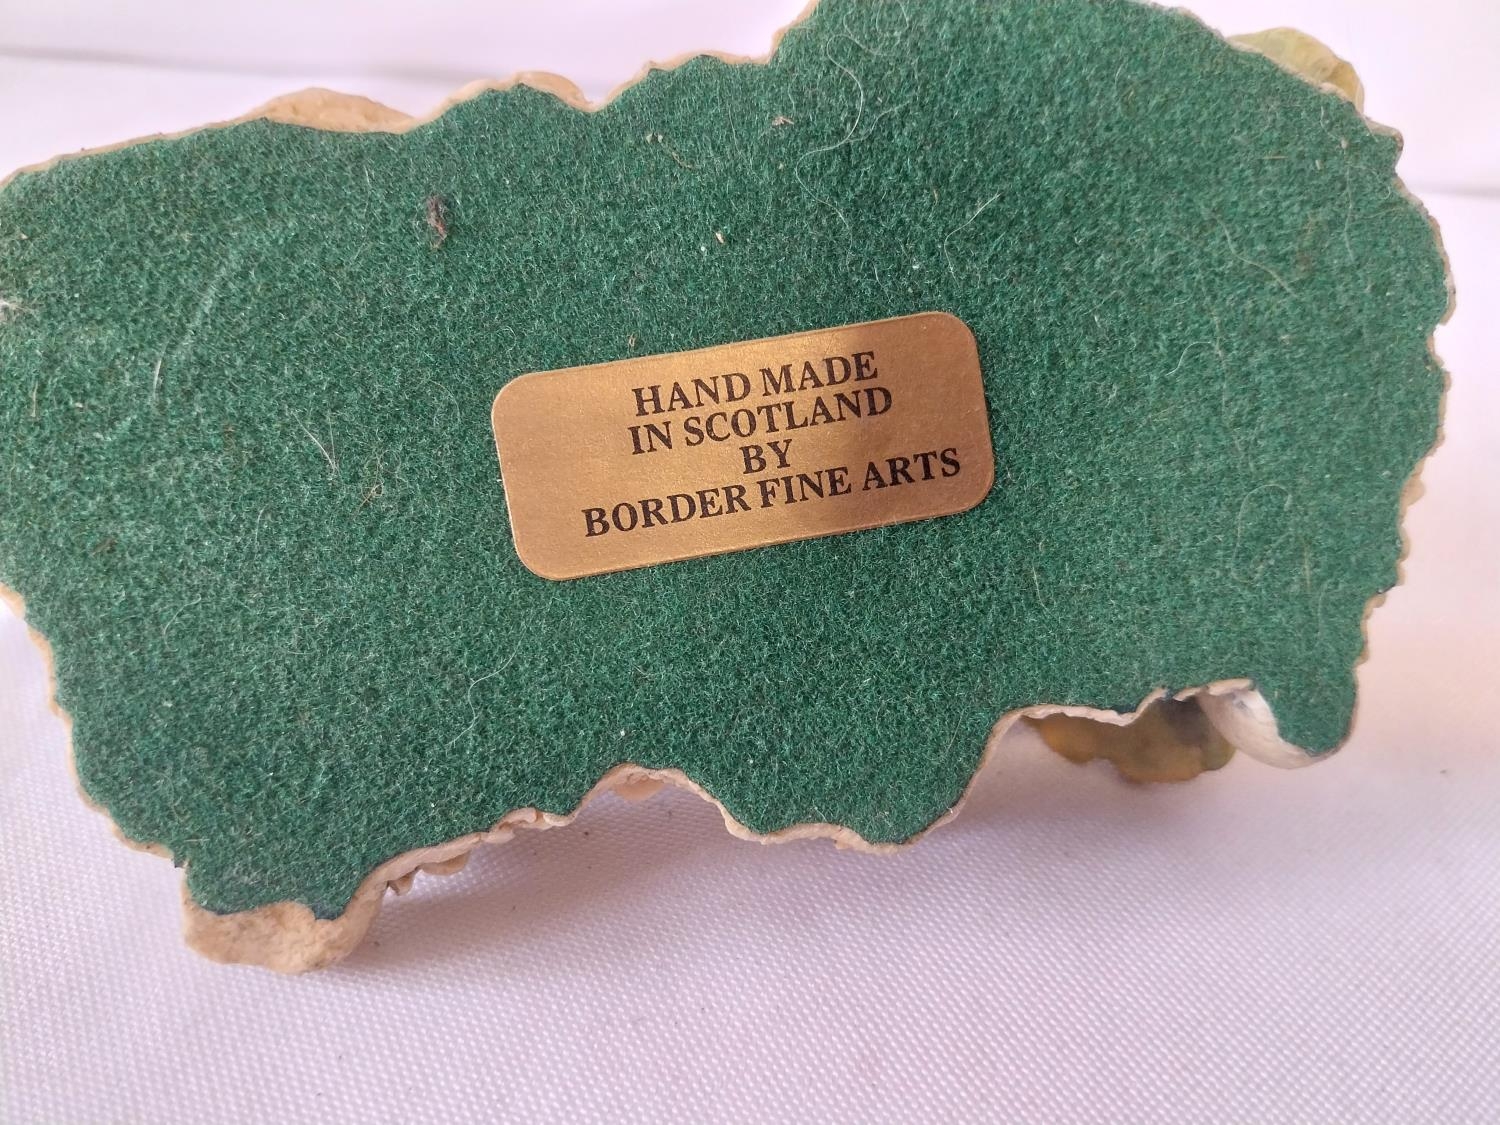 HAND MADE
IN SCOTLAND
BY
BORDER FINE ARTS